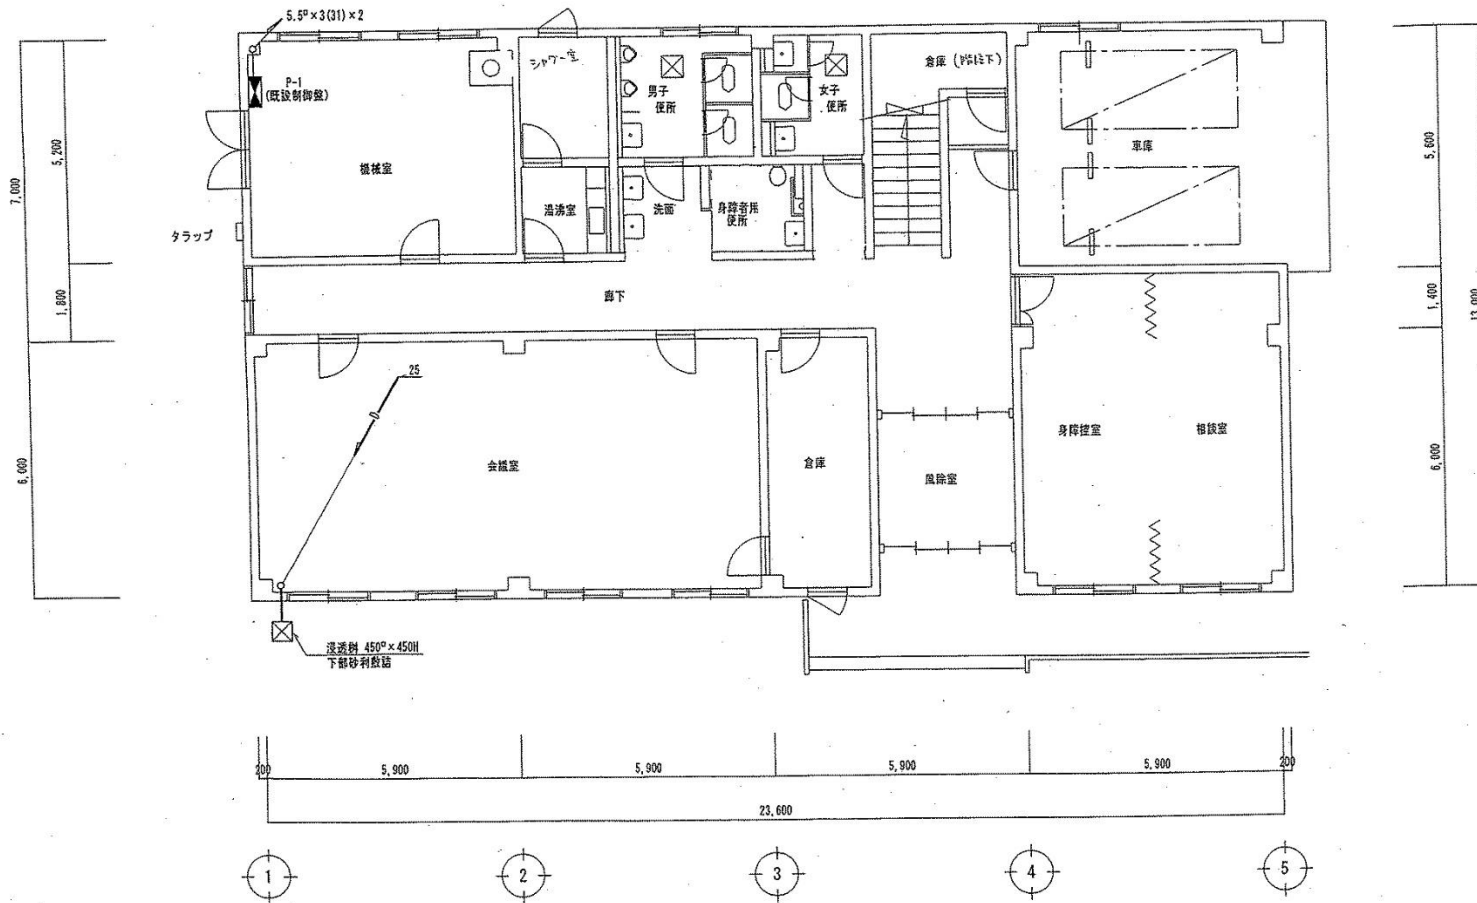 5.5□×3(31)×2
P-1
(既設制御盤)
シャワー室
男子
便所
女子
便所
倉庫 (階段下)
車庫
機械室
湯沸室
洗面
身障者用
便所
タラップ
廊下
25
会議室
倉庫
風除室
身障控室
相談室
浸透桝 450□×450H
下部砂利敷詰
7,000
5,200
1,800
6,000
5,600
1,400
13,000
6,000
200
5,900
5,900
5,900
5,900
200
23,600
1
2
3
4
5